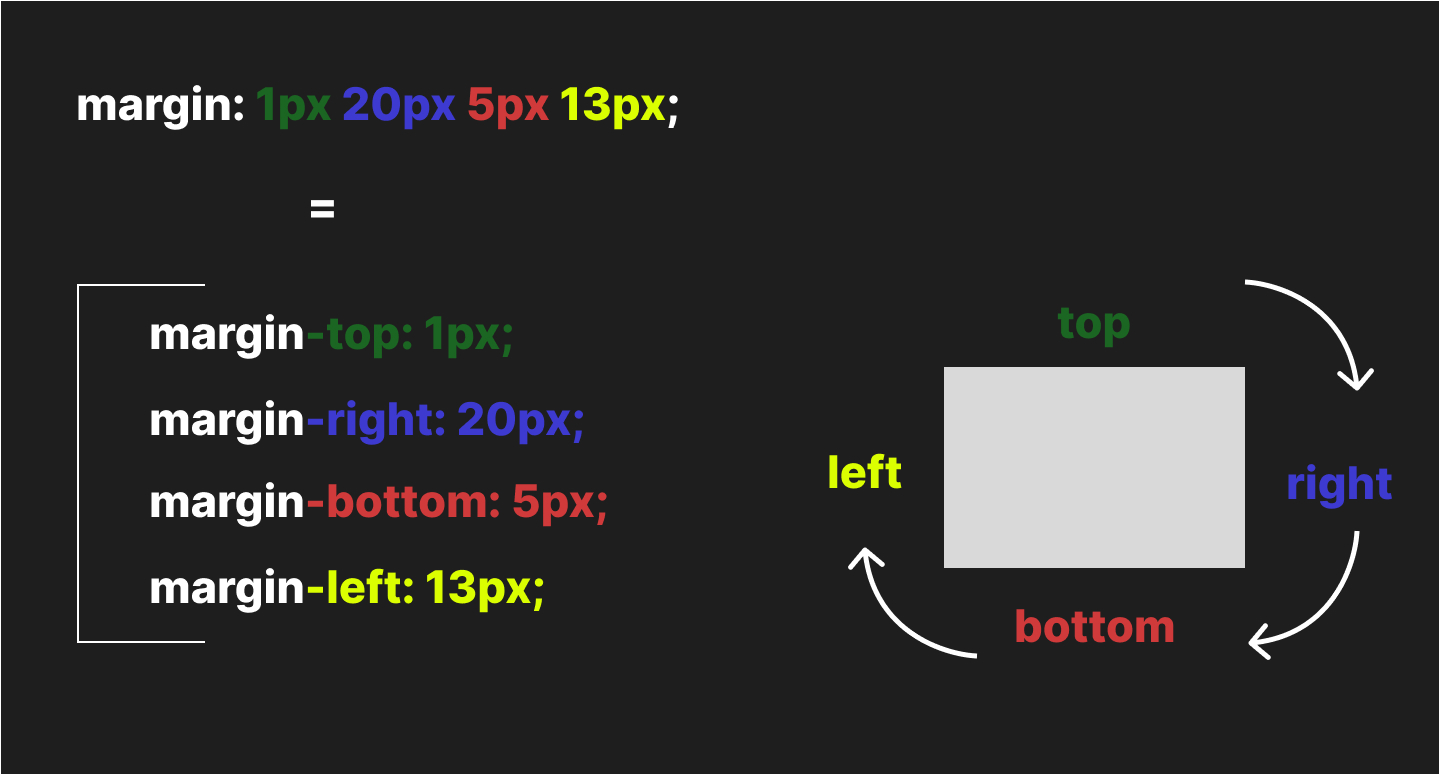 margin: 1px 20px 5px 13px;
=
margin-top: 1px;
margin-right: 20px;
margin-bottom: 5px;
margin-left: 13px;
top
left
right
bottom